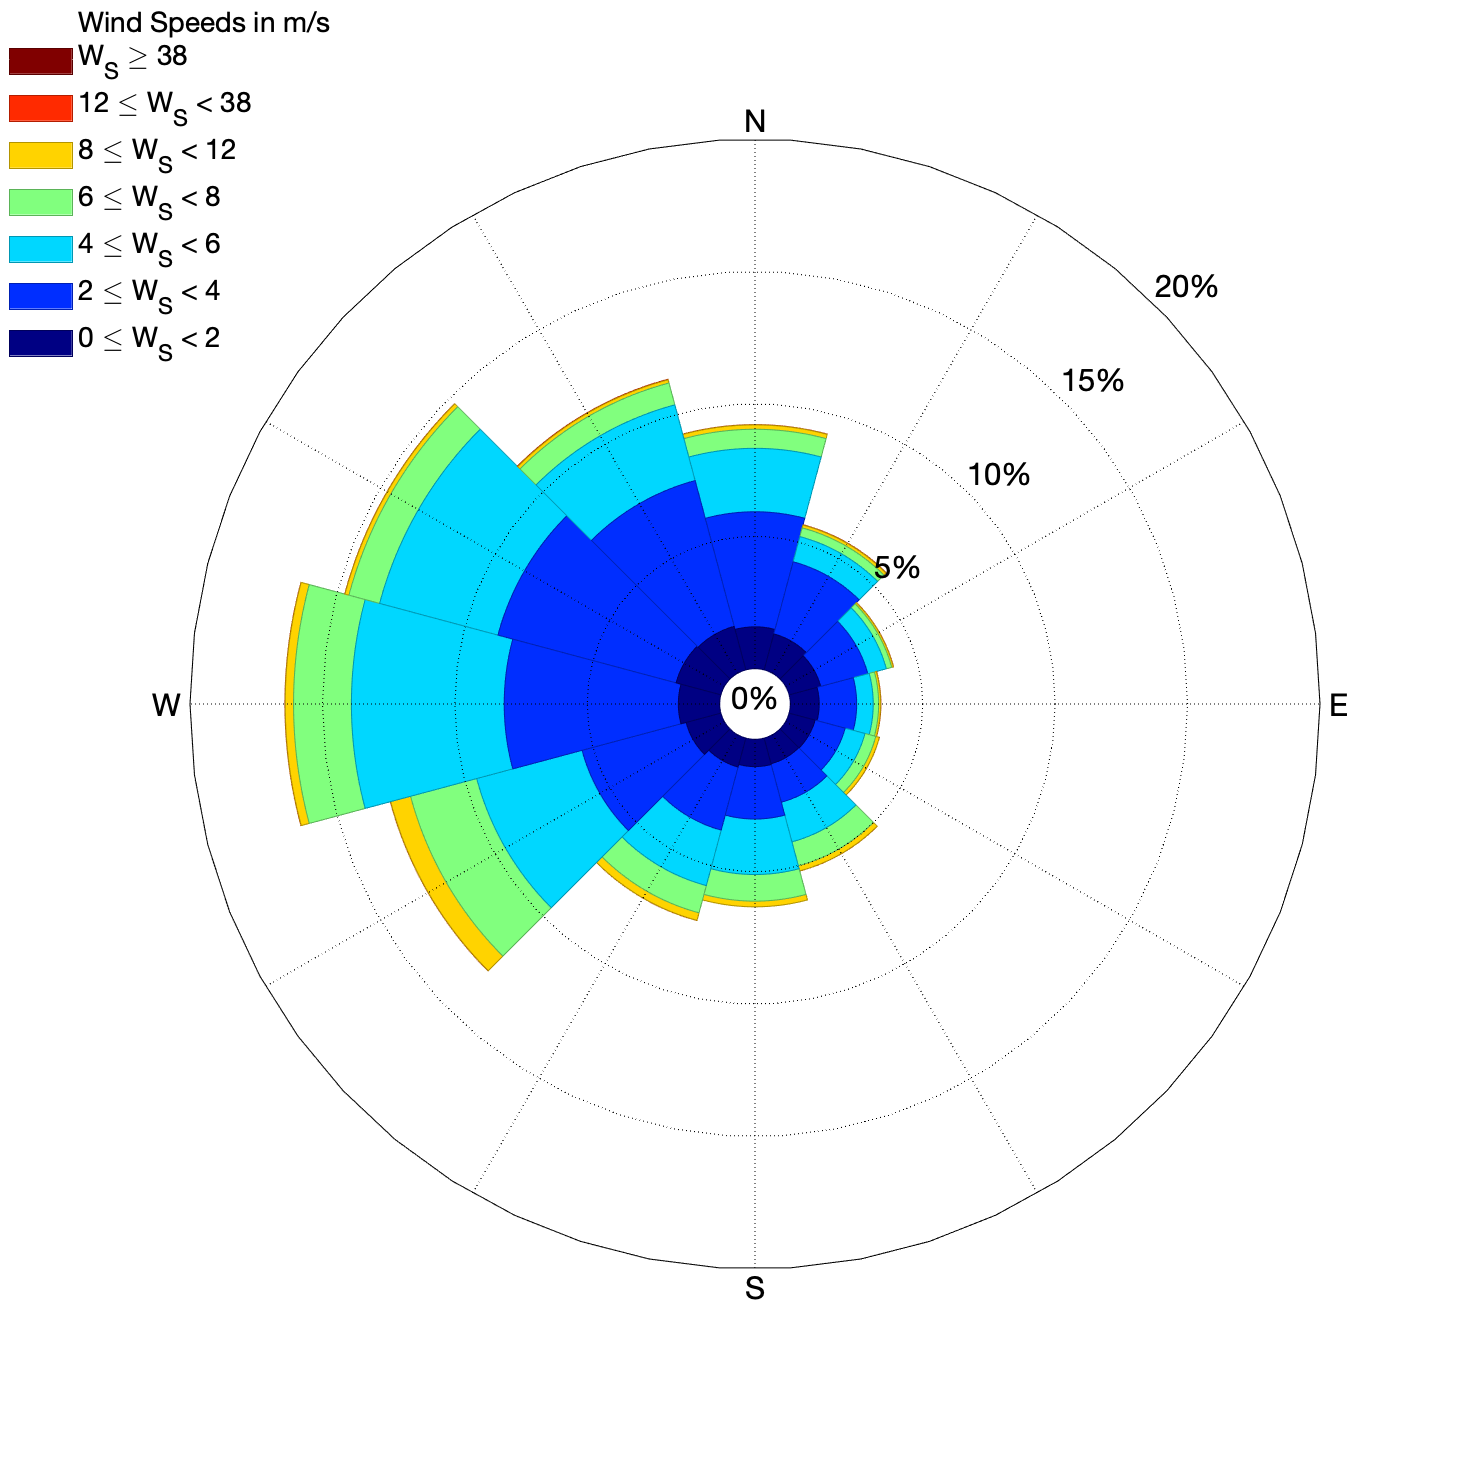 Wind Speeds in m/s
W_S ≥ 38
12 ≤ W_S < 38
8 ≤ W_S < 12
6 ≤ W_S < 8
4 ≤ W_S < 6
2 ≤ W_S < 4
0 ≤ W_S < 2
N
20%
15%
10%
5%
0%
W
E
S